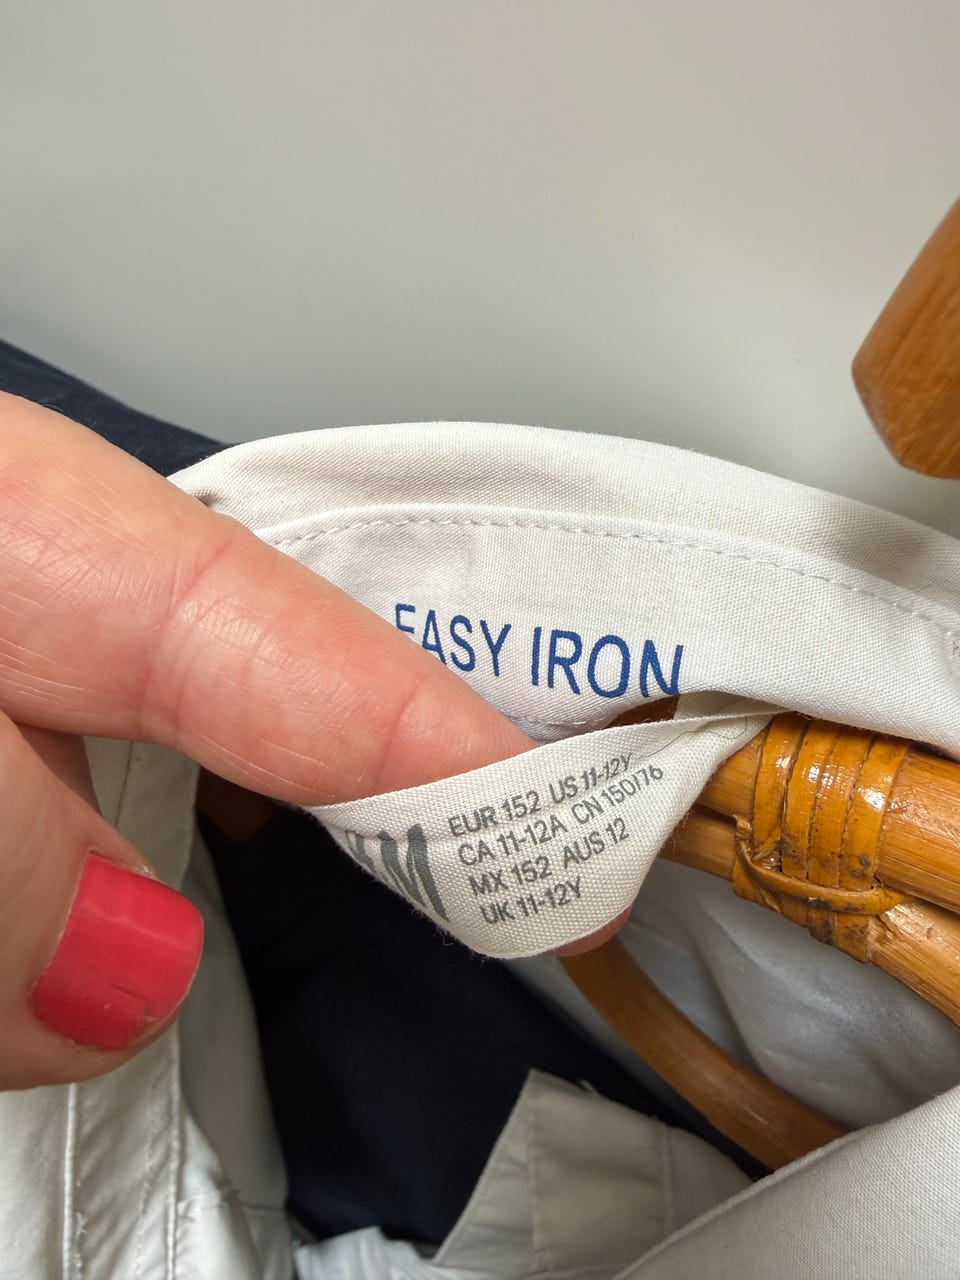 EASY IRON
EUR 152 US 11-12Y
CA 11-12A CN 150/76
MX 152 AUS 12
UK 11-12Y